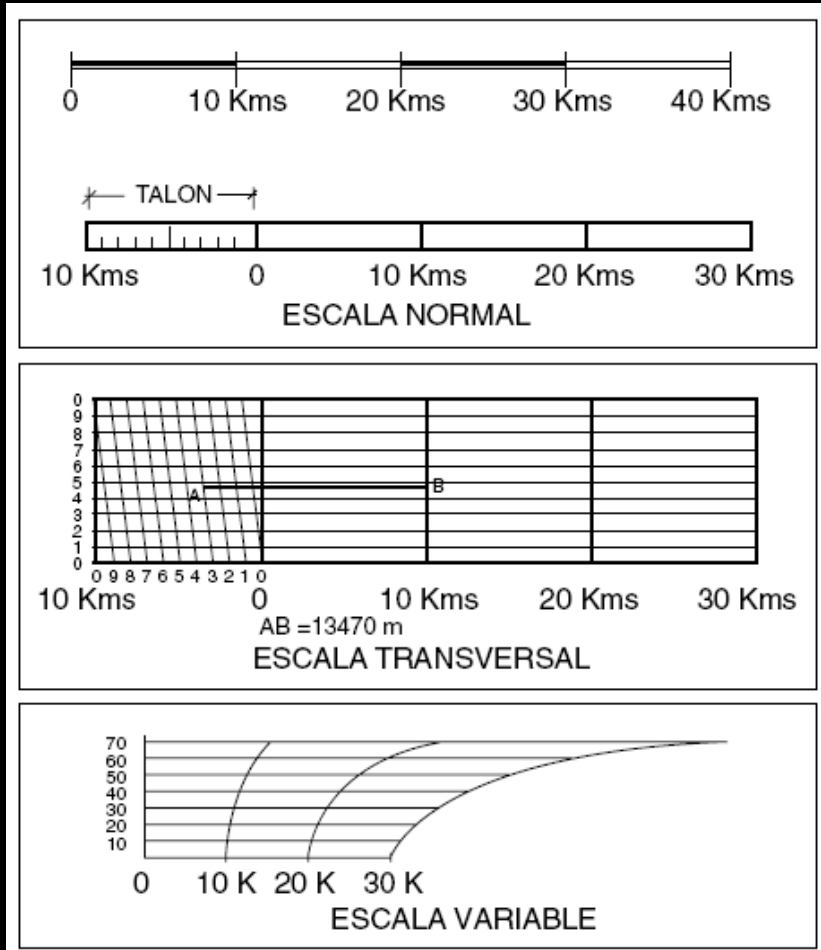 0 10 Kms 20 Kms 30 Kms 40 Kms
TALON
10 Kms 0 10 Kms 20 Kms 30 Kms
ESCALA NORMAL
0
9
8
7
6
5
4
3
2
1
0
A B
0 9 8 7 6 5 4 3 2 1 0
10 Kms 0 10 Kms 20 Kms 30 Kms
AB =13470 m
ESCALA TRANSVERSAL
70
60
50
40
30
20
10
0 10 K 20 K 30 K
ESCALA VARIABLE